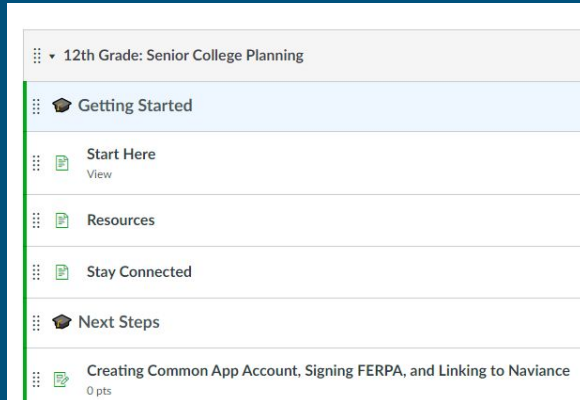 12th Grade: Senior College Planning
Getting Started
Start Here
View
Resources
Stay Connected
Next Steps
Creating Common App Account, Signing FERPA, and Linking to Naviance
0 pts